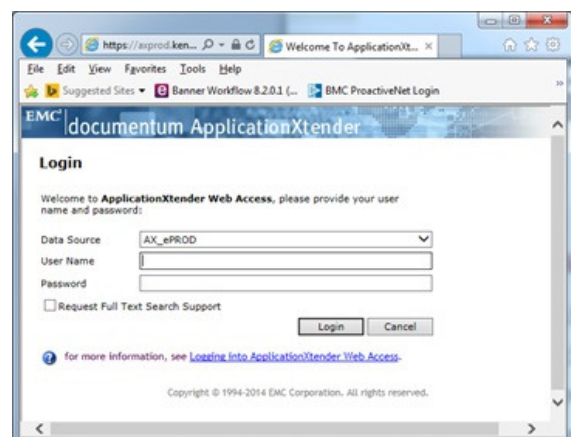 https://axprod.ken...
Welcome To ApplicationXt...
File Edit View Favorites Tools Help
Suggested Sites Banner Workflow 8.2.0.1 (... BMC ProactiveNet Login
EMC² documentum ApplicationXtender
Login
Welcome to ApplicationXtender Web Access, please provide your user
name and password:
Data Source AX_ePROD
User Name
Password
Request Full Text Search Support
Login Cancel
for more information, see Logging into ApplicationXtender Web Access.
Copyright © 1994-2014 EMC Corporation. All rights reserved.